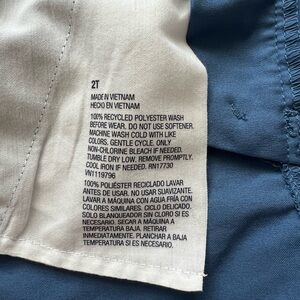 2T
MADE IN VIETNAM
HECHO EN VIETNAM
100% RECYCLED POLYESTER WASH
BEFORE WEAR. DO NOT USE SOFTENER.
MACHINE WASH COLD WITH LIKE
COLORS. GENTLE CYCLE. ONLY
NON-CHLORINE BLEACH IF NEEDED.
TUMBLE DRY LOW. REMOVE PROMPTLY.
COOL IRON IF NEEDED. RN17730
VN1119796
100% POLIÉSTER RECICLADO LAVAR
ANTES DE USAR. NO USAR SUAVIZANTE.
LAVAR A MÁQUINA CON AGUA FRÍA CON
COLORES SIMILARES. CICLO DELICADO.
SOLO BLANQUEADOR SIN CLORO SI ES
NECESARIO. SECAR A MÁQUINA A
TEMPERATURA BAJA. RETIRAR
INMEDIATAMENTE. PLANCHAR A BAJA
TEMPERATURA SI ES NECESARIO.